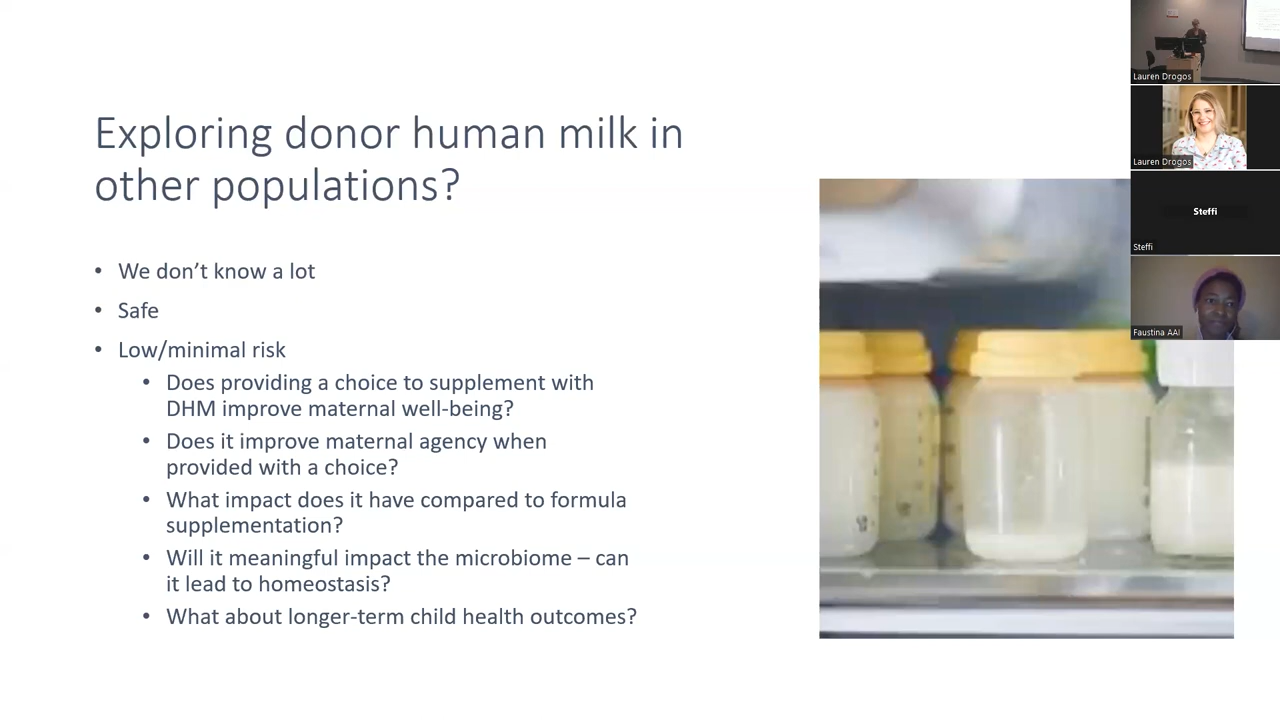 Exploring donor human milk in
other populations?
• We don’t know a lot
• Safe
• Low/minimal risk
• Does providing a choice to supplement with
DHM improve maternal well-being?
• Does it improve maternal agency when
provided with a choice?
• What impact does it have compared to formula
supplementation?
• Will it meaningful impact the microbiome – can
it lead to homeostasis?
• What about longer-term child health outcomes?
Lauren Drogos
Lauren Drogos
Steffi
Steffi
Faustina AAI